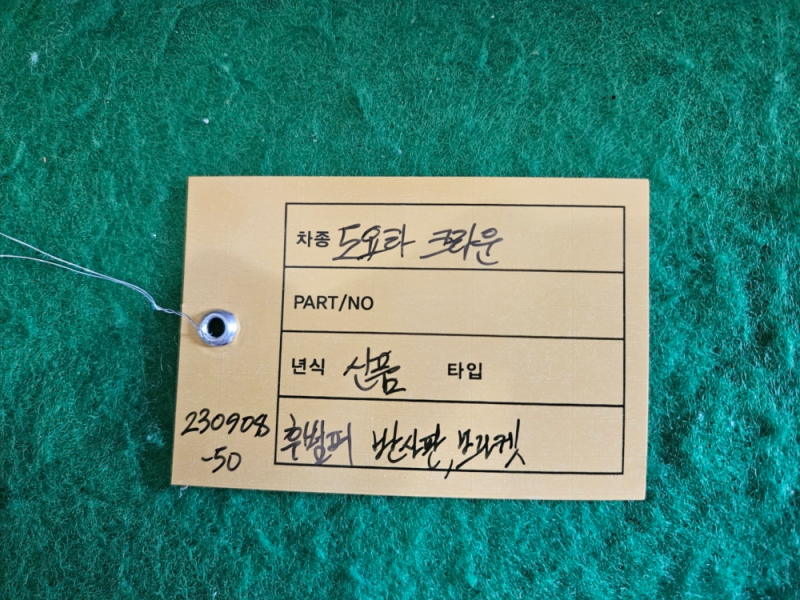 차종 도요타 크라운
PART/NO
년식 신품 타입
후범퍼 반사판, 브라켓
230908
-50